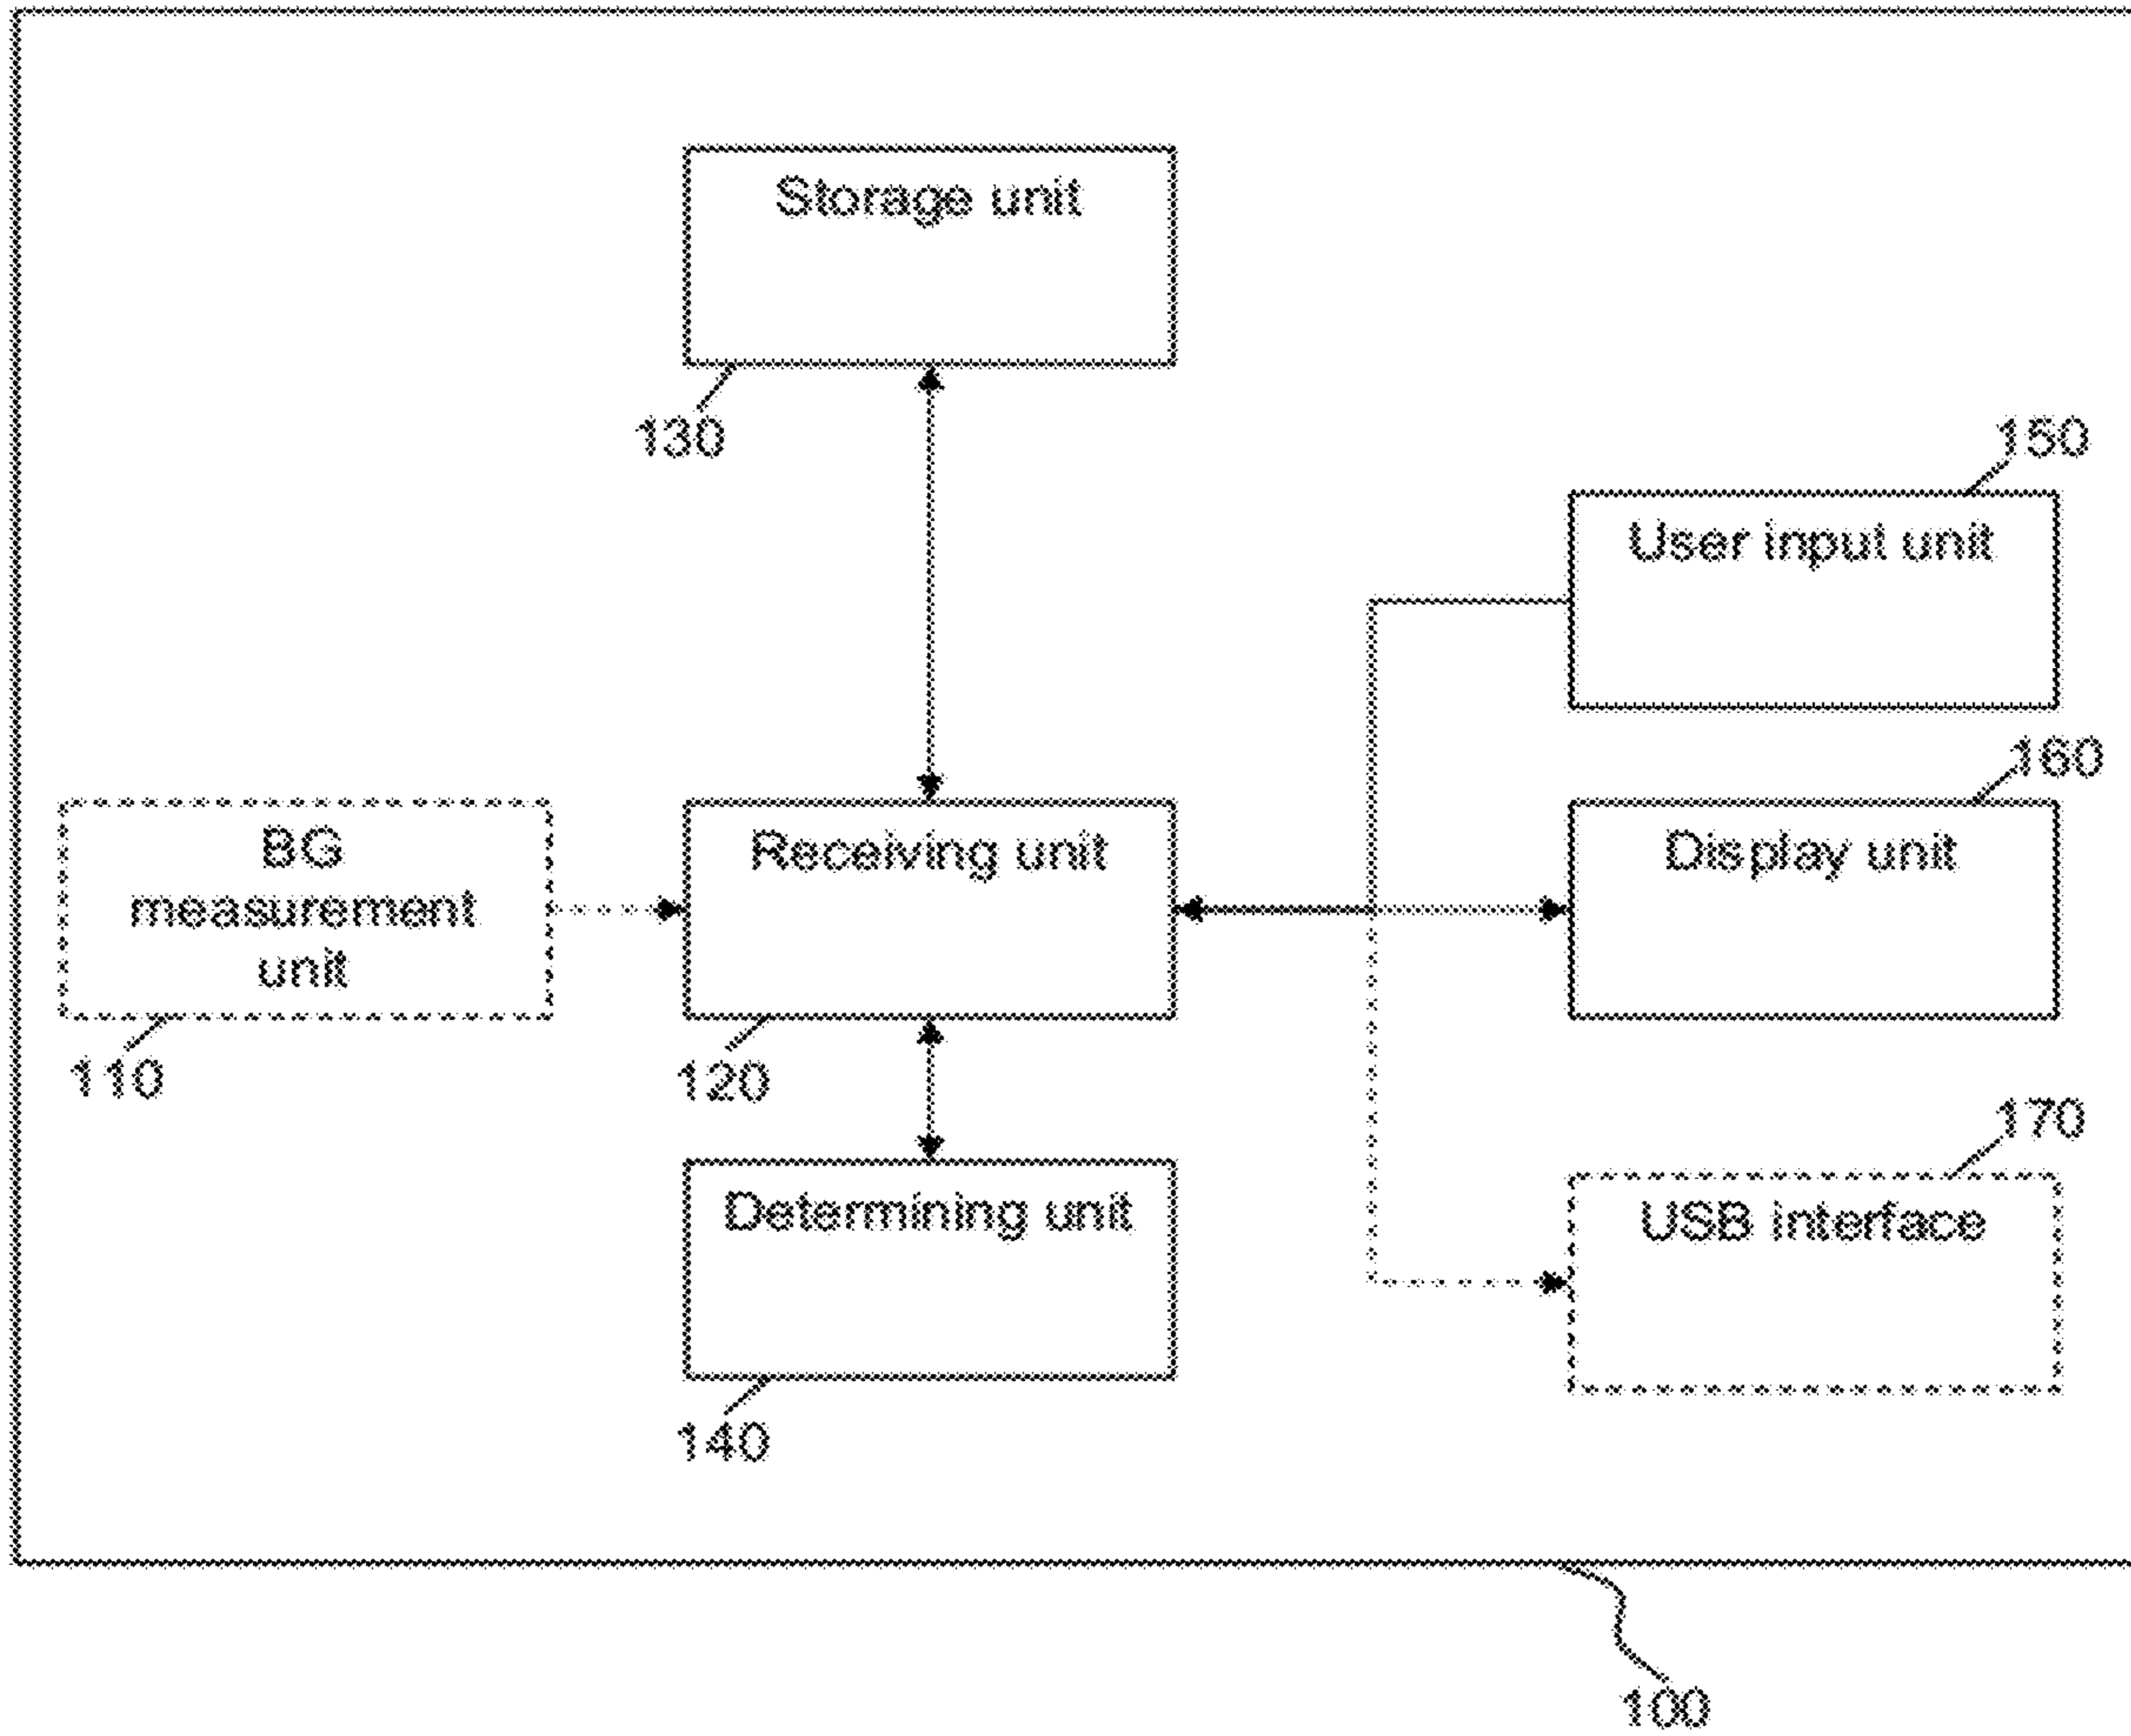 Storage unit
130
150
User input unit
160
BG
measurement
unit
Receiving unit
Display unit
110
120
170
Determining unit
USB interface
140
100